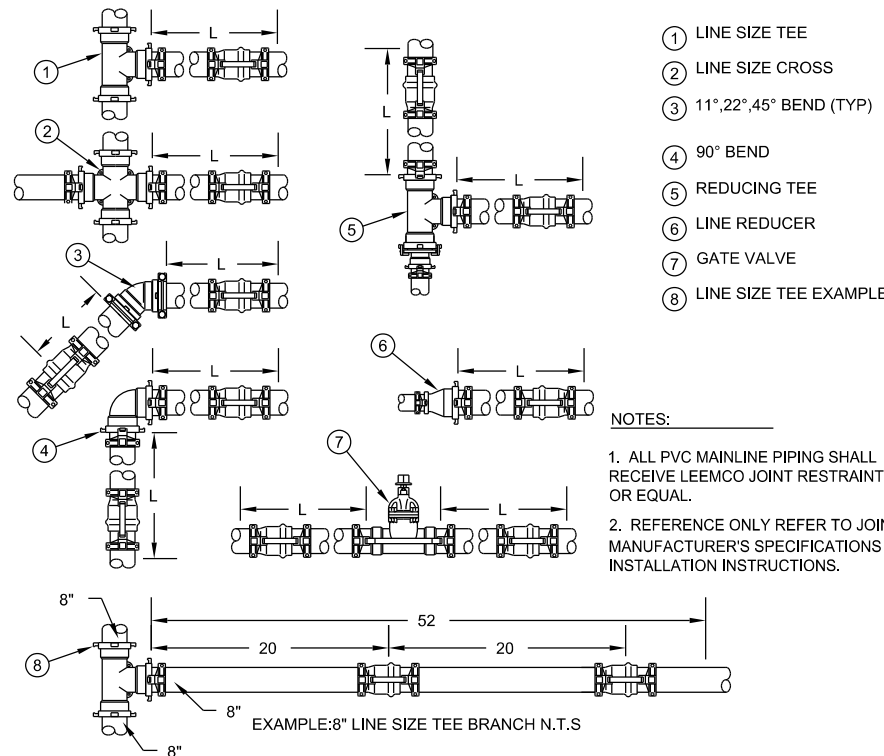 L
1
2
L
3
L
L
L
4
L
7
L
L
L
5
L
6
L
1 LINE SIZE TEE
2 LINE SIZE CROSS
3 11°,22°,45° BEND (TYP)
4 90° BEND
5 REDUCING TEE
6 LINE REDUCER
7 GATE VALVE
8 LINE SIZE TEE EXAMPLE
NOTES:
1. ALL PVC MAINLINE PIPING SHALL
RECEIVE LEEMCO JOINT RESTRAINT
OR EQUAL.
2. REFERENCE ONLY REFER TO JOIN
MANUFACTURER'S SPECIFICATIONS
INSTALLATION INSTRUCTIONS.
8"
52
8
20
20
8"
EXAMPLE:8" LINE SIZE TEE BRANCH N.T.S
8"